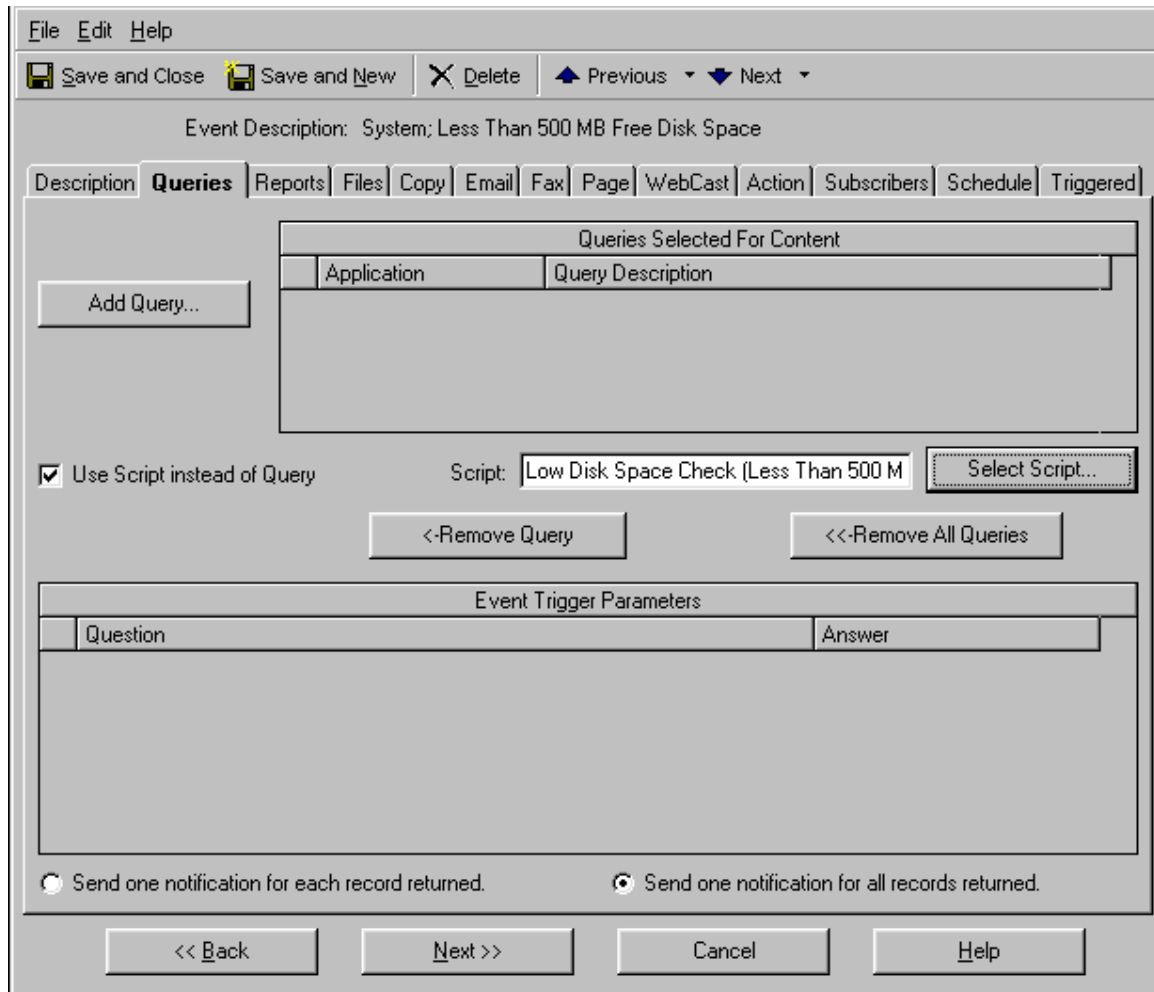 File Edit Help
Save and Close Save and New Delete Previous Next
Event Description: System; Less Than 500 MB Free Disk Space
Description Queries Reports Files Copy Email Fax Page WebCast Action Subscribers Schedule Triggered
Queries Selected For Content
Application Query Description
Add Query...
Use Script instead of Query Script: Low Disk Space Check (Less Than 500 M Select Script...
<-Remove Query <<-Remove All Queries
Event Trigger Parameters
Question Answer
Send one notification for each record returned. Send one notification for all records returned.
<< Back Next >> Cancel Help